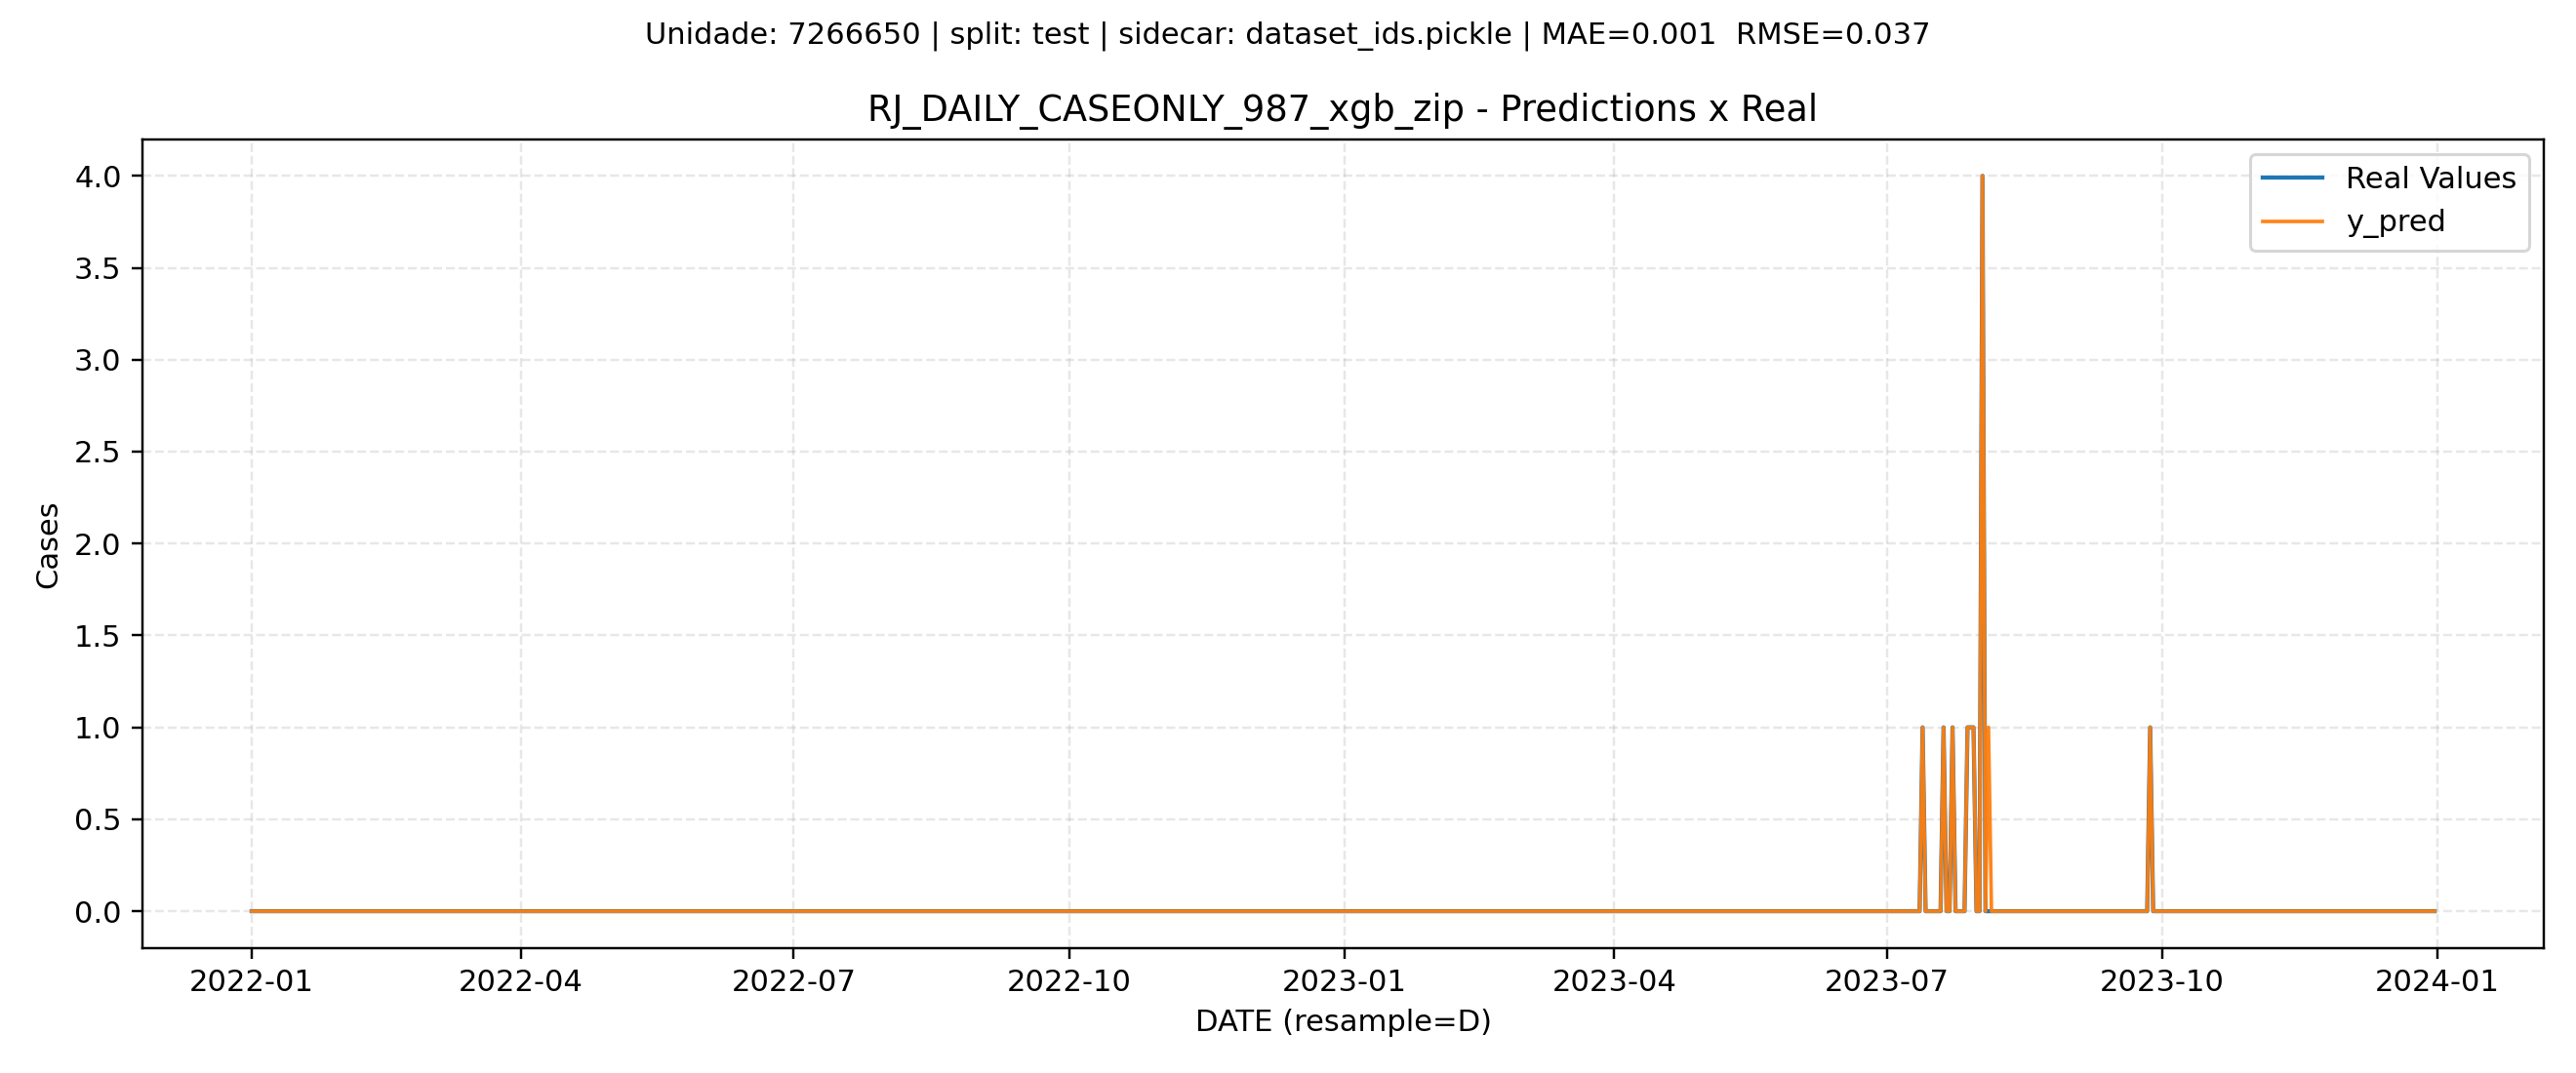 Unidade: 7266650 | split: test | sidecar: dataset_ids.pickle | MAE=0.001  RMSE=0.037
RJ_DAILY_CASEONLY_987_xgb_zip - Predictions x Real
Real Values
y_pred
4.0
3.5
3.0
2.5
2.0
1.5
1.0
0.5
0.0
Cases
2022-01 2022-04 2022-07 2022-10 2023-01 2023-04 2023-07 2023-10 2024-01
DATE (resample=D)